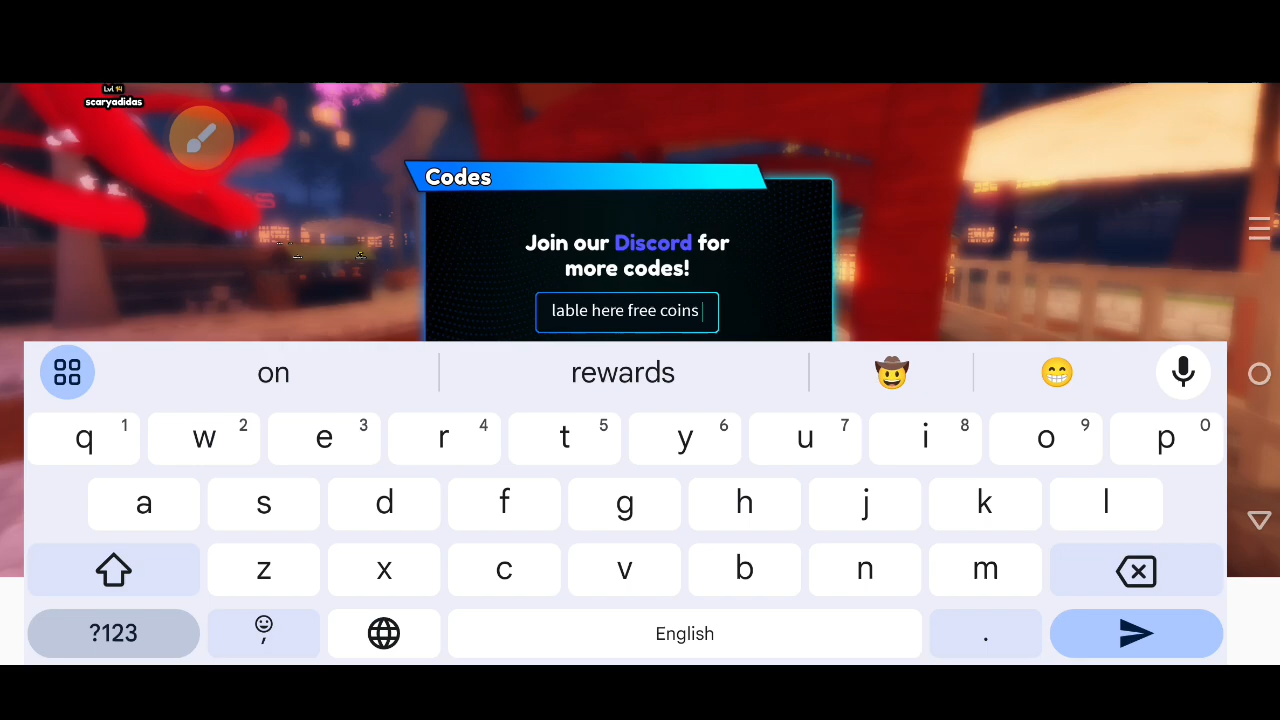 Lvl 14
scaryadidas
Codes
Join our Discord for
more codes!
lable here free coins
on rewards
q 1 w 2 e 3 r 4 t 5 y 6 u 7 i 8 o 9 p 0
a s d f g h j k l
z x c v b n m
?123 , English .